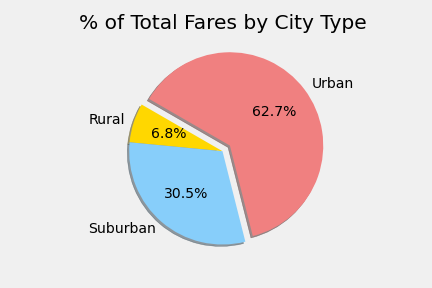 % of Total Fares by City Type
Urban
62.7%
Rural
6.8%
30.5%
Suburban